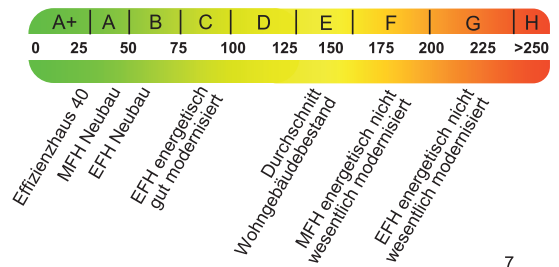 A+ A B C D E F G H
0 25 50 75 100 125 150 175 200 225 >250
Effizienzhaus 40
MFH Neubau
EFH Neubau
EFH energetisch
gut modernisiert
Durchschnitt
Wohngebäudebestand
MFH energetisch nicht
wesentlich modernisiert
EFH energetisch nicht
wesentlich modernisiert
7